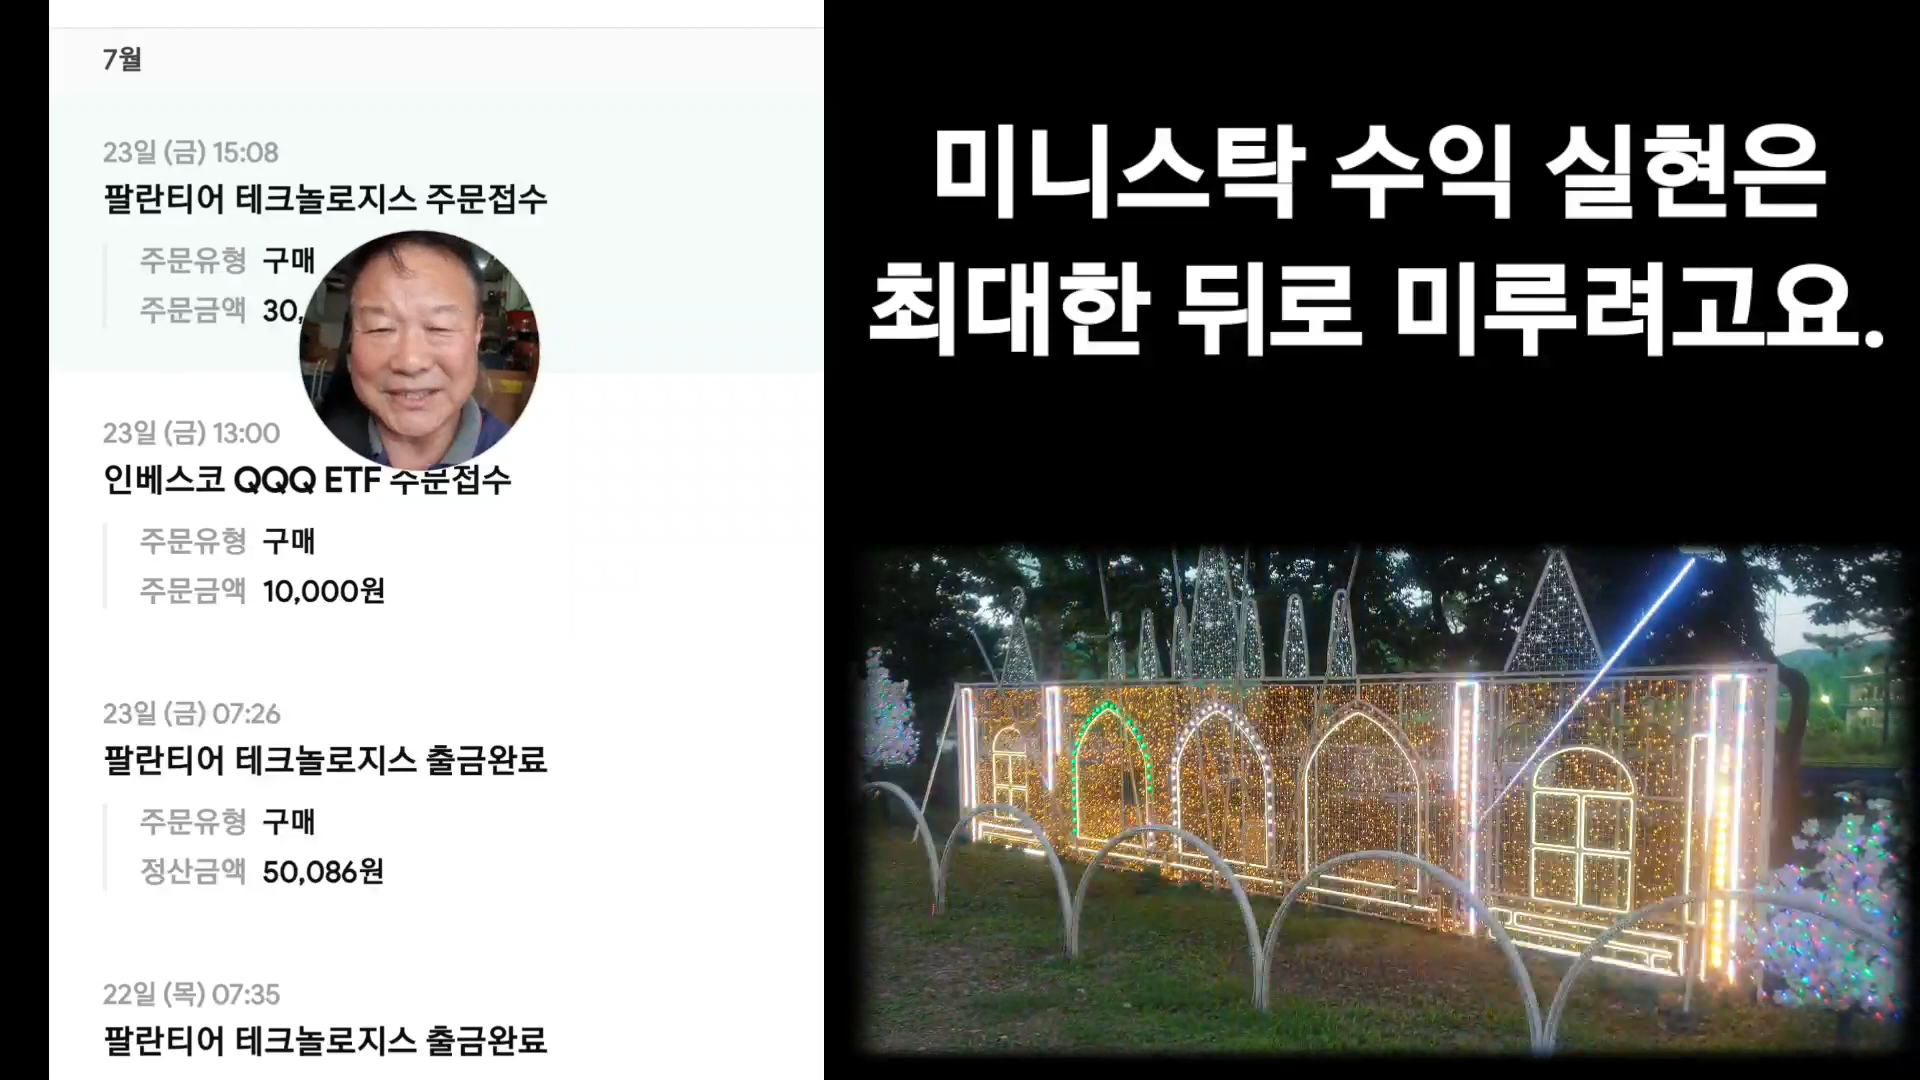 7월
23일 (금) 15:08
팔란티어 테크놀로지스 주문접수
주문유형 구매
주문금액 30,
23일 (금) 13:00
인베스코 QQQ ETF 주문접수
주문유형 구매
주문금액 10,000원
23일 (금) 07:26
팔란티어 테크놀로지스 출금완료
주문유형 구매
정산금액 50,086원
22일 (목) 07:35
팔란티어 테크놀로지스 출금완료
미니스탁 수익 실현은
최대한 뒤로 미루려고요.